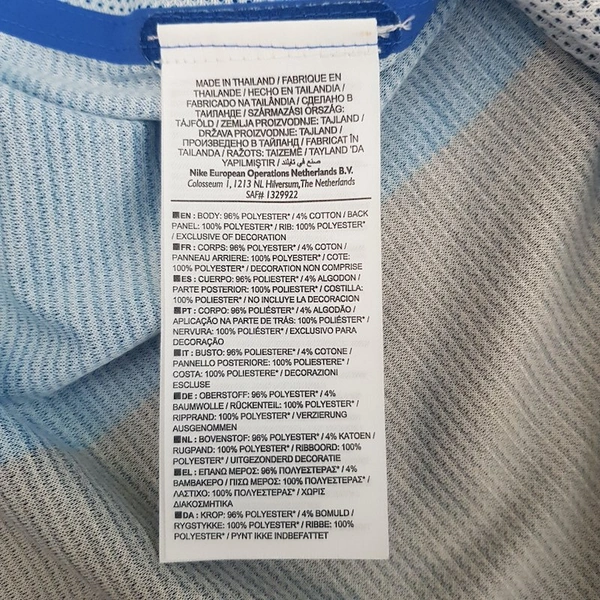 MADE IN THAILAND / FABRIQUE EN
THAILANDE / HECHO EN TAILANDIA /
FABRICADO NA TAILÂNDIA / СДЕЛАНО В
ТАИЛАНДЕ / SZÁRMAZÁSI ORSZÁG:
TÁJFÖLD / ZEMLJA PROIZVODNJE: TAJLAND /
DRŽAVA PROIZVODNJE: TAJLAND /
ПРОИЗВЕДЕНО В ТАЙЛАНД / FABRICAT ÎN
TAILANDA / RAŽOTS: TAIZEMĒ / TAYLAND 'DA
YAPILMIŞTIR / صنع في تايلند
Nike European Operations Netherlands B.V.
Colosseum 1, 1213 NL Hilversum, The Netherlands
SAF# 1329922
EN : BODY: 96% POLYESTER* / 4% COTTON / BACK
PANEL: 100% POLYESTER* / RIB: 100% POLYESTER*
/ EXCLUSIVE OF DECORATION
FR : CORPS: 96% POLYESTER* / 4% COTON /
PANNEAU ARRIERE: 100% POLYESTER* / COTE:
100% POLYESTER* / DECORATION NON COMPRISE
ES : CUERPO: 96% POLIESTER* / 4% ALGODON /
PARTE POSTERIOR: 100% POLIESTER* / COSTILLA:
100% POLIESTER* / NO INCLUYE LA DECORACION
PT : CORPO: 96% POLIÉSTER* / 4% ALGODÃO /
APLICAÇÃO NA PARTE DE TRÁS: 100% POLIÉSTER* /
NERVURA: 100% POLIÉSTER* / EXCLUSIVO PARA
DECORAÇÃO
IT : BUSTO: 96% POLIESTERE* / 4% COTONE /
PANNELLO POSTERIORE: 100% POLIESTERE* /
COSTA: 100% POLIESTERE* / DECORAZIONI
ESCLUSE
DE : OBERSTOFF: 96% POLYESTER* / 4%
BAUMWOLLE / RÜCKENTEIL: 100% POLYESTER* /
RIPPRAND: 100% POLYESTER* / VERZIERUNG
AUSGENOMMEN
NL : BOVENSTOF: 96% POLYESTER* / 4% KATOEN /
RUGPAND: 100% POLYESTER* / RIBBOORD: 100%
POLYESTER* / UITGEZONDERD DECORATIE
EL : ΕΠΑΝΩ ΜΕΡΟΣ: 96% ΠΟΛΥΕΣΤΕΡΑΣ* / 4%
ΒΑΜΒΑΚΕΡΟ / ΠΙΣΩ ΜΕΡΟΣ: 100% ΠΟΛΥΕΣΤΕΡΑΣ* /
ΛΑΣΤΙΧΟ: 100% ΠΟΛΥΕΣΤΕΡΑΣ* / ΧΩΡΙΣ
ΔΙΑΚΟΣΜΗΤΙΚΑ
DA : KROP: 96% POLYESTER* / 4% BOMULD /
RYGSTYKKE: 100% POLYESTER* / RIBBE: 100%
POLYESTER* / PYNT IKKE INDBEFATTET